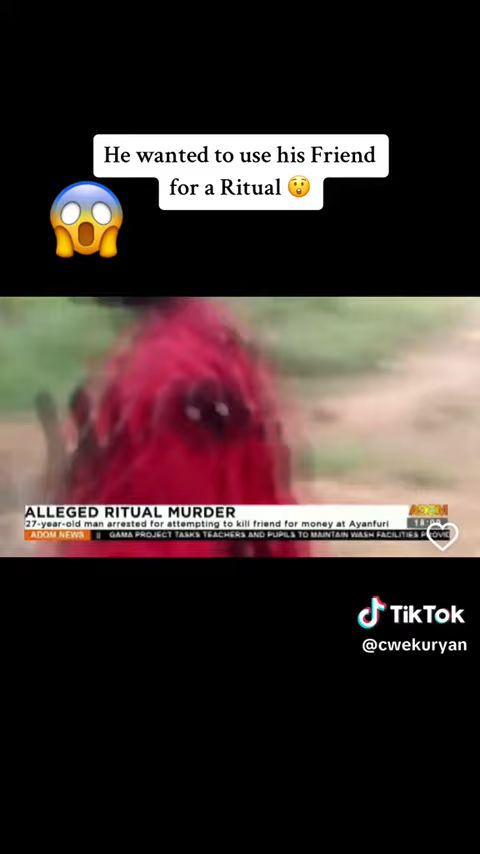 He wanted to use his Friend
for a Ritual 😲
ALLEGED RITUAL MURDER
27-year-old man arrested for attempting to kill friend for money at Ayanfuri
ADOM
ADOM NEWS || GAMA PROJECT TASKS TEACHERS AND PUPILS TO MAINTAIN WASH FACILITIES
TikTok
@cwekuryan